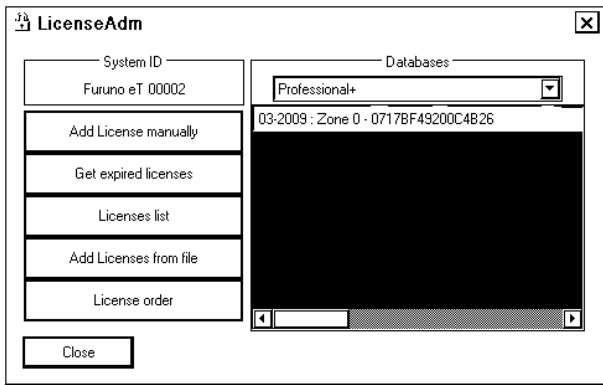 LicenseAdm
System ID
Furuno eT 00002
Add License manually
Get expired licenses
Licenses list
Add Licenses from file
License order
Close
Databases
Professional+
03-2009 : Zone 0 - 0717BF49200C4B26